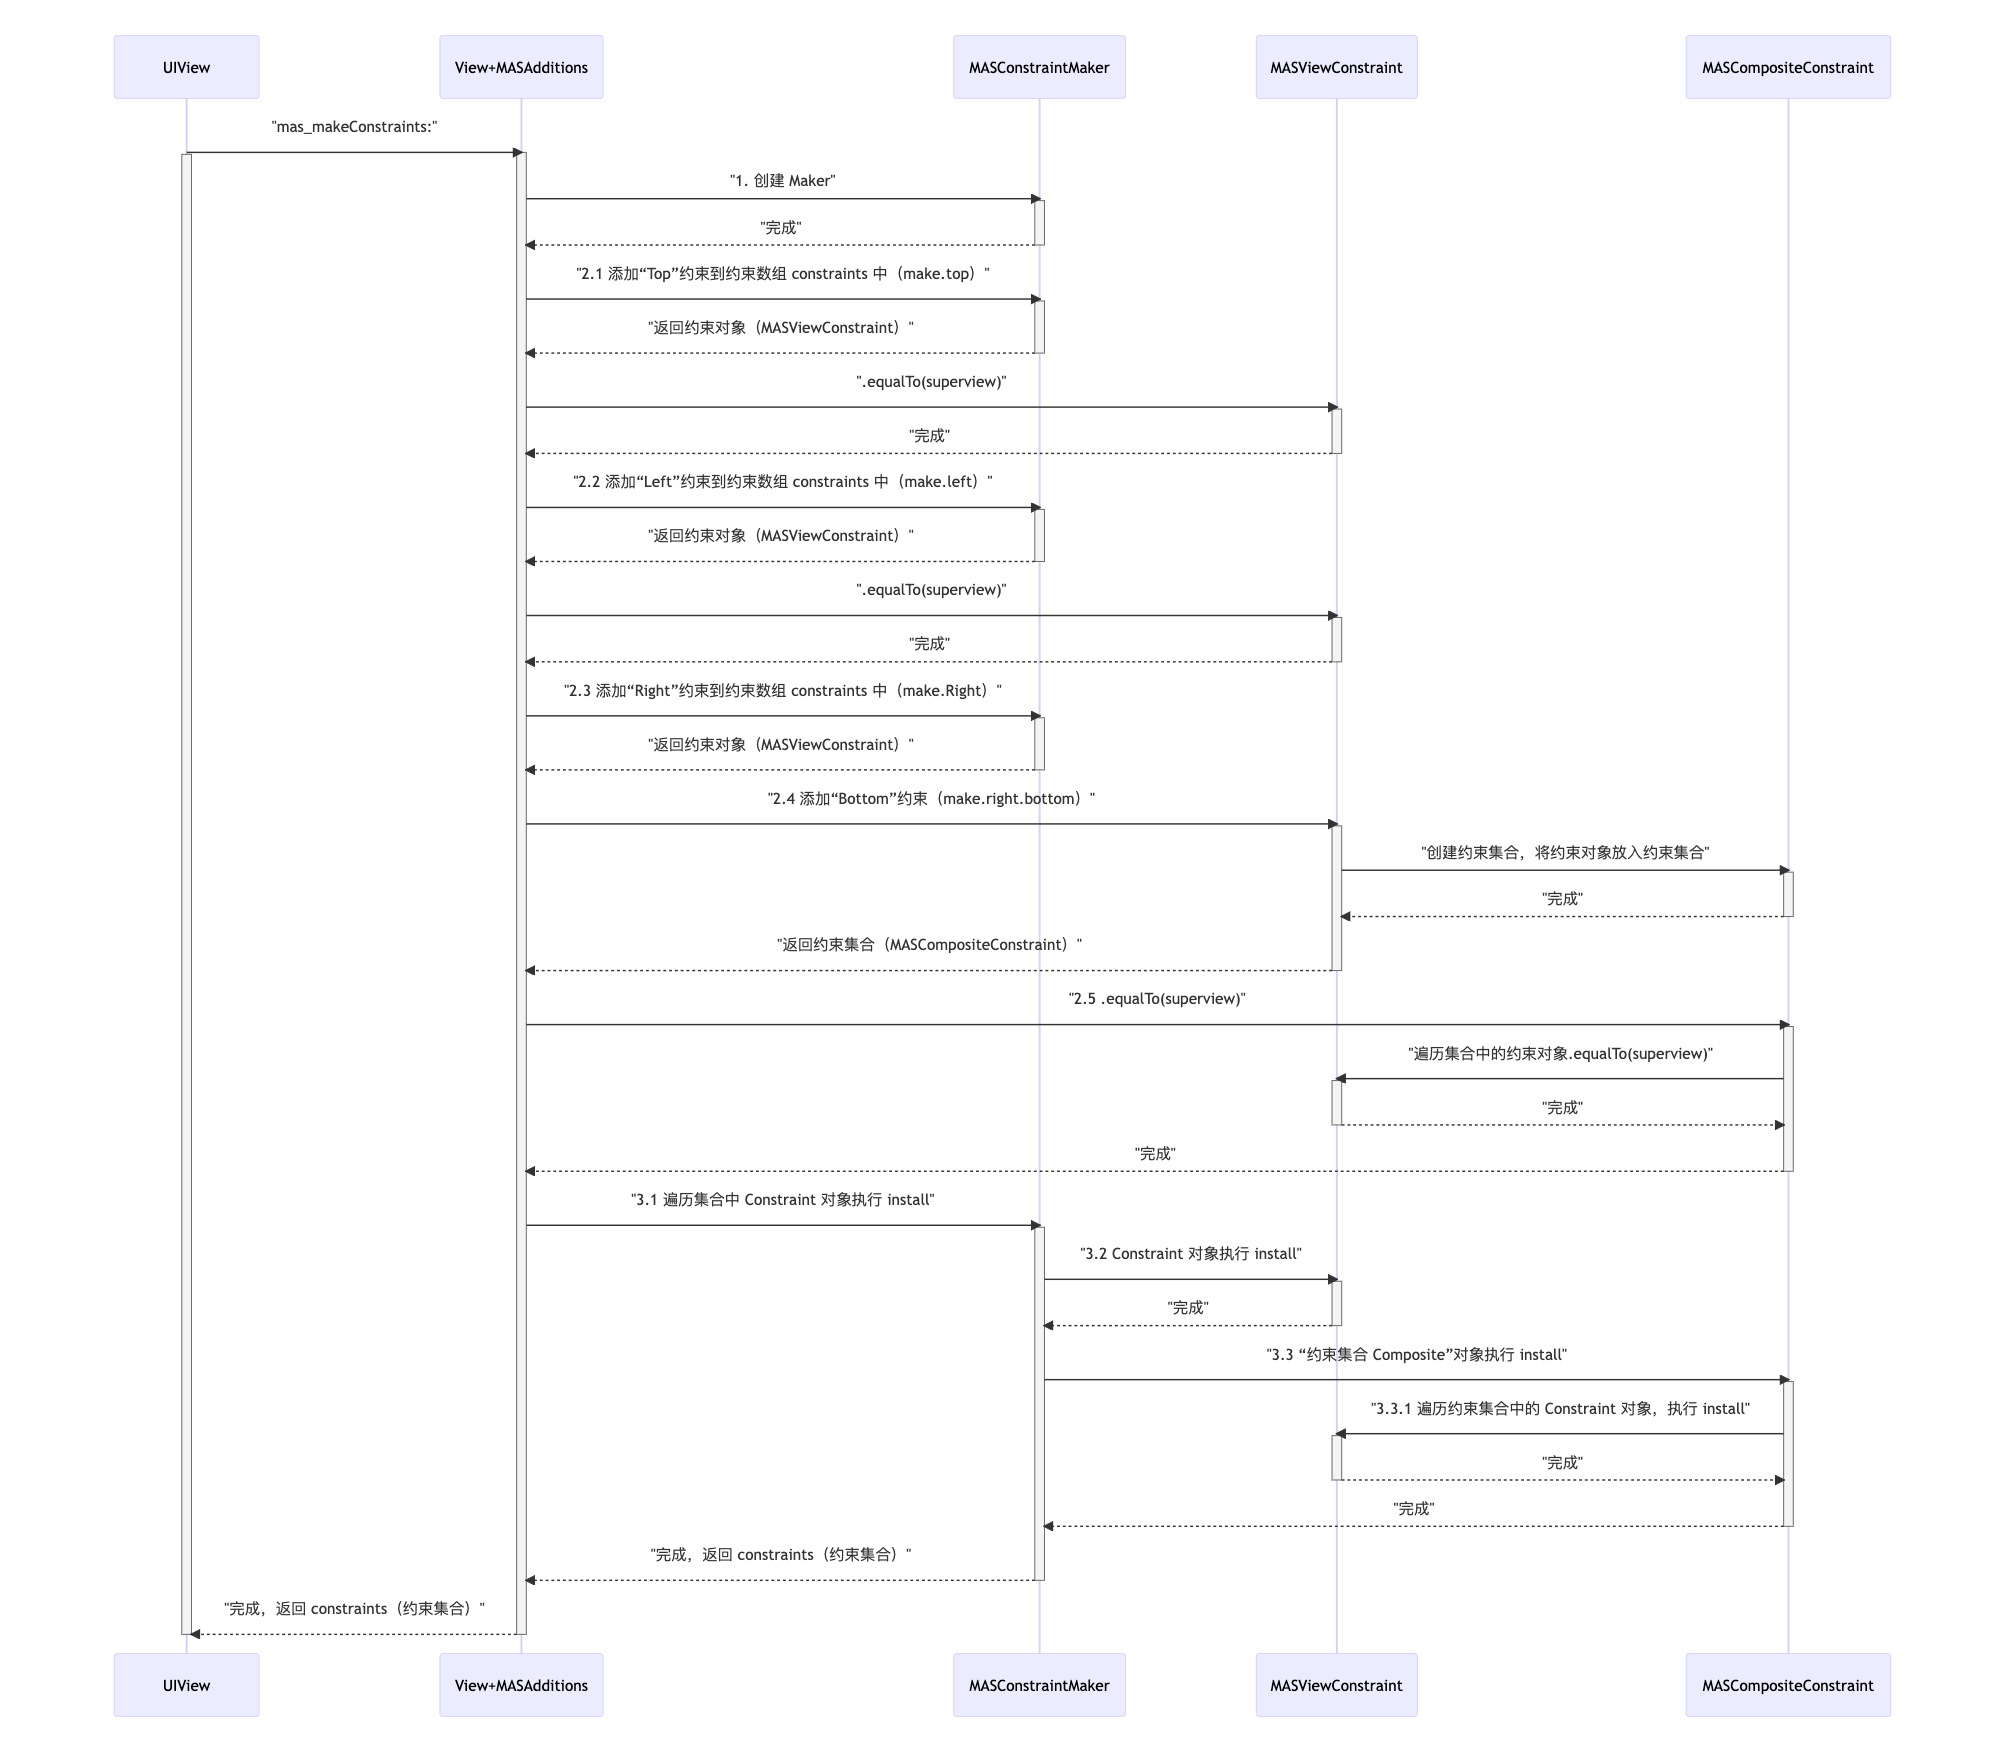 UIView
View+MASAdditions
MASConstraintMaker
MASViewConstraint
MASCompositeConstraint
"mas_makeConstraints:"
"1. 创建 Maker"
"完成"
"2.1 添加“Top”约束到约束数组 constraints 中（make.top）"
"返回约束对象（MASViewConstraint）"
".equalTo(superview)"
"完成"
"2.2 添加“Left”约束到约束数组 constraints 中（make.left）"
"返回约束对象（MASViewConstraint）"
".equalTo(superview)"
"完成"
"2.3 添加“Right”约束到约束数组 constraints 中（make.Right）"
"返回约束对象（MASViewConstraint）"
"2.4 添加“Bottom”约束（make.right.bottom）"
"创建约束集合，将约束对象放入约束集合"
"完成"
"返回约束集合（MASCompositeConstraint）"
"2.5 .equalTo(superview)"
"遍历集合中的约束对象.equalTo(superview)"
"完成"
"完成"
"3.1 遍历集合中 Constraint 对象执行 install"
"3.2 Constraint 对象执行 install"
"完成"
"3.3 “约束集合 Composite”对象执行 install"
"3.3.1 遍历约束集合中的 Constraint 对象，执行 install"
"完成"
"完成"
"完成，返回 constraints（约束集合）"
"完成，返回 constraints（约束集合）"
UIView
View+MASAdditions
MASConstraintMaker
MASViewConstraint
MASCompositeConstraint